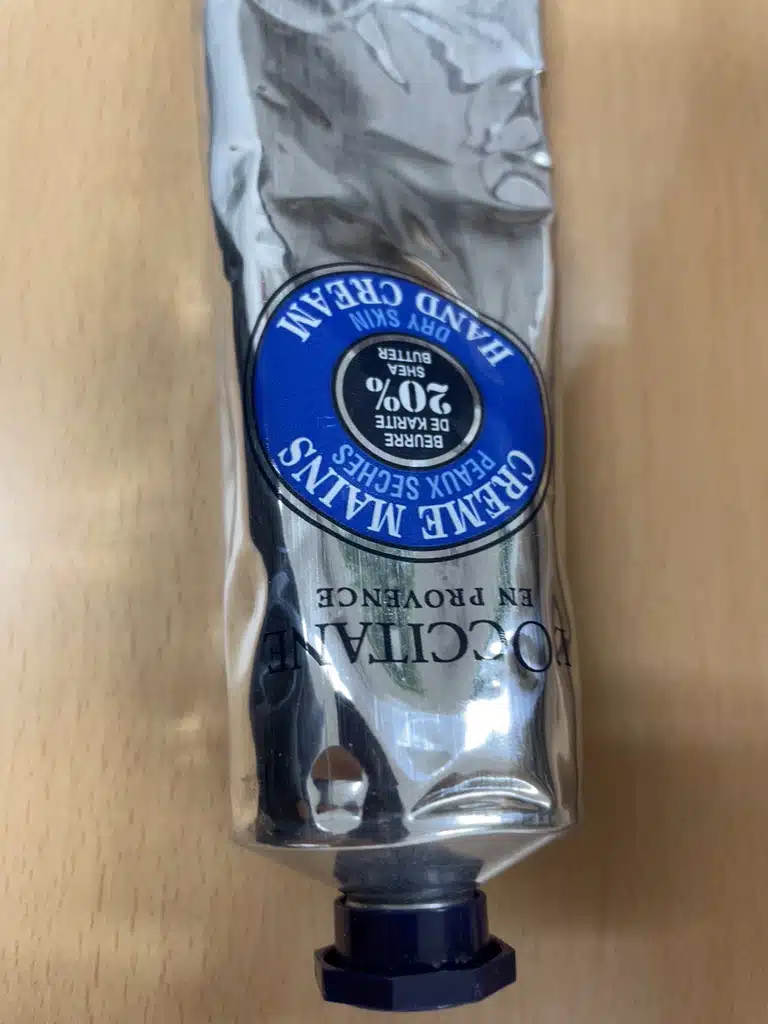 L'OCCITANE
EN PROVENCE
CREME MAINS
PEAUX SECHES
BEURRE
DE KARITE
20%
SHEA
BUTTER
DRY SKIN
HAND CREAM